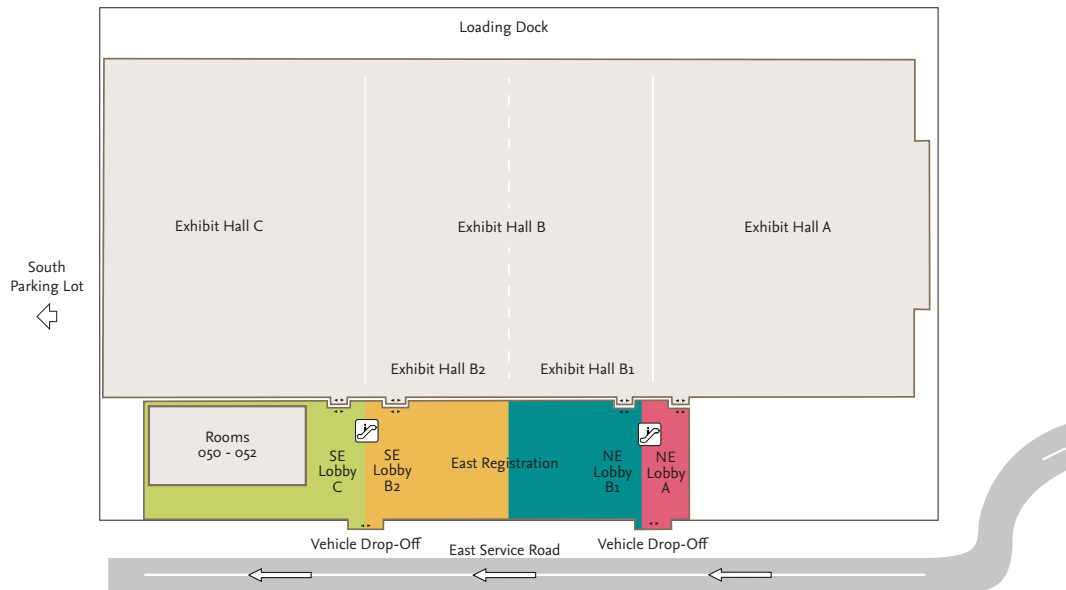 Loading Dock
Exhibit Hall C
Exhibit Hall B
Exhibit Hall A
South
Parking Lot
Exhibit Hall B2
Exhibit Hall B1
Rooms
050 - 052
SE
Lobby
C
SE
Lobby
B2
East Registration
NE
Lobby
B1
NE
Lobby
A
Vehicle Drop-Off
East Service Road
Vehicle Drop-Off